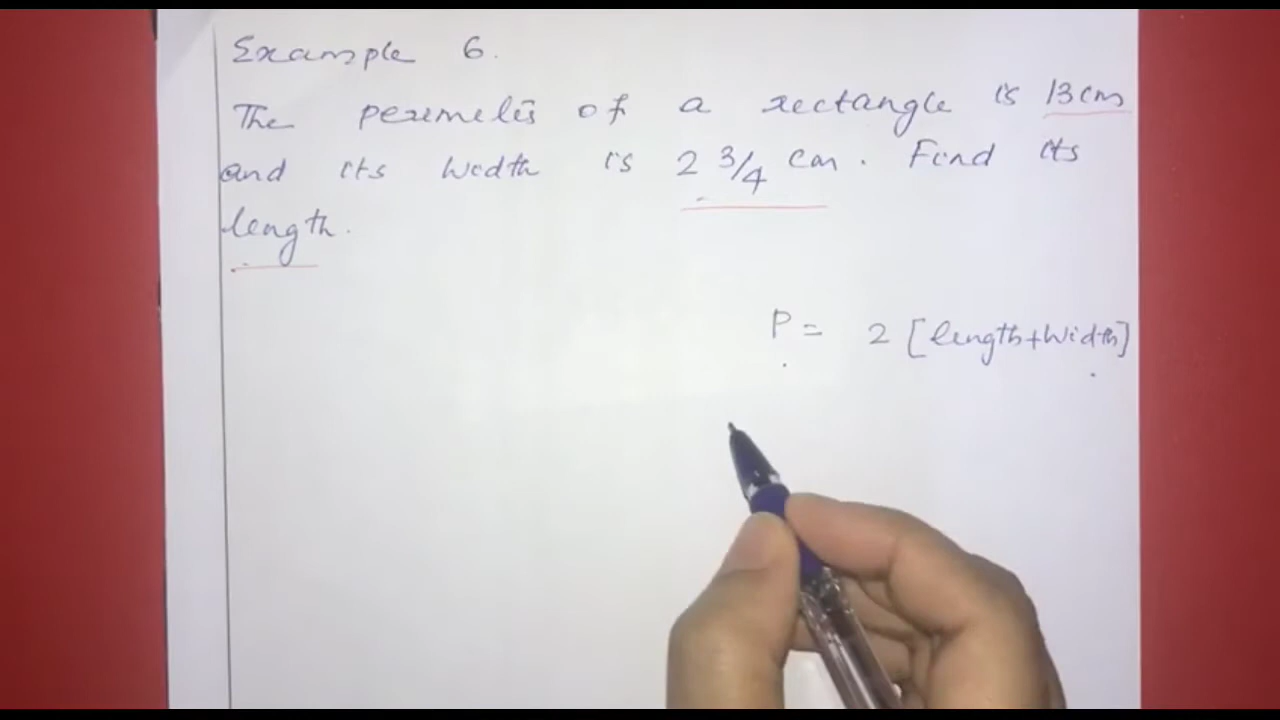 Example 6.
The perimeter of a rectangle is 13cm
and its width is 2 3/4 cm. Find its
length.
P = 2 [length+width]